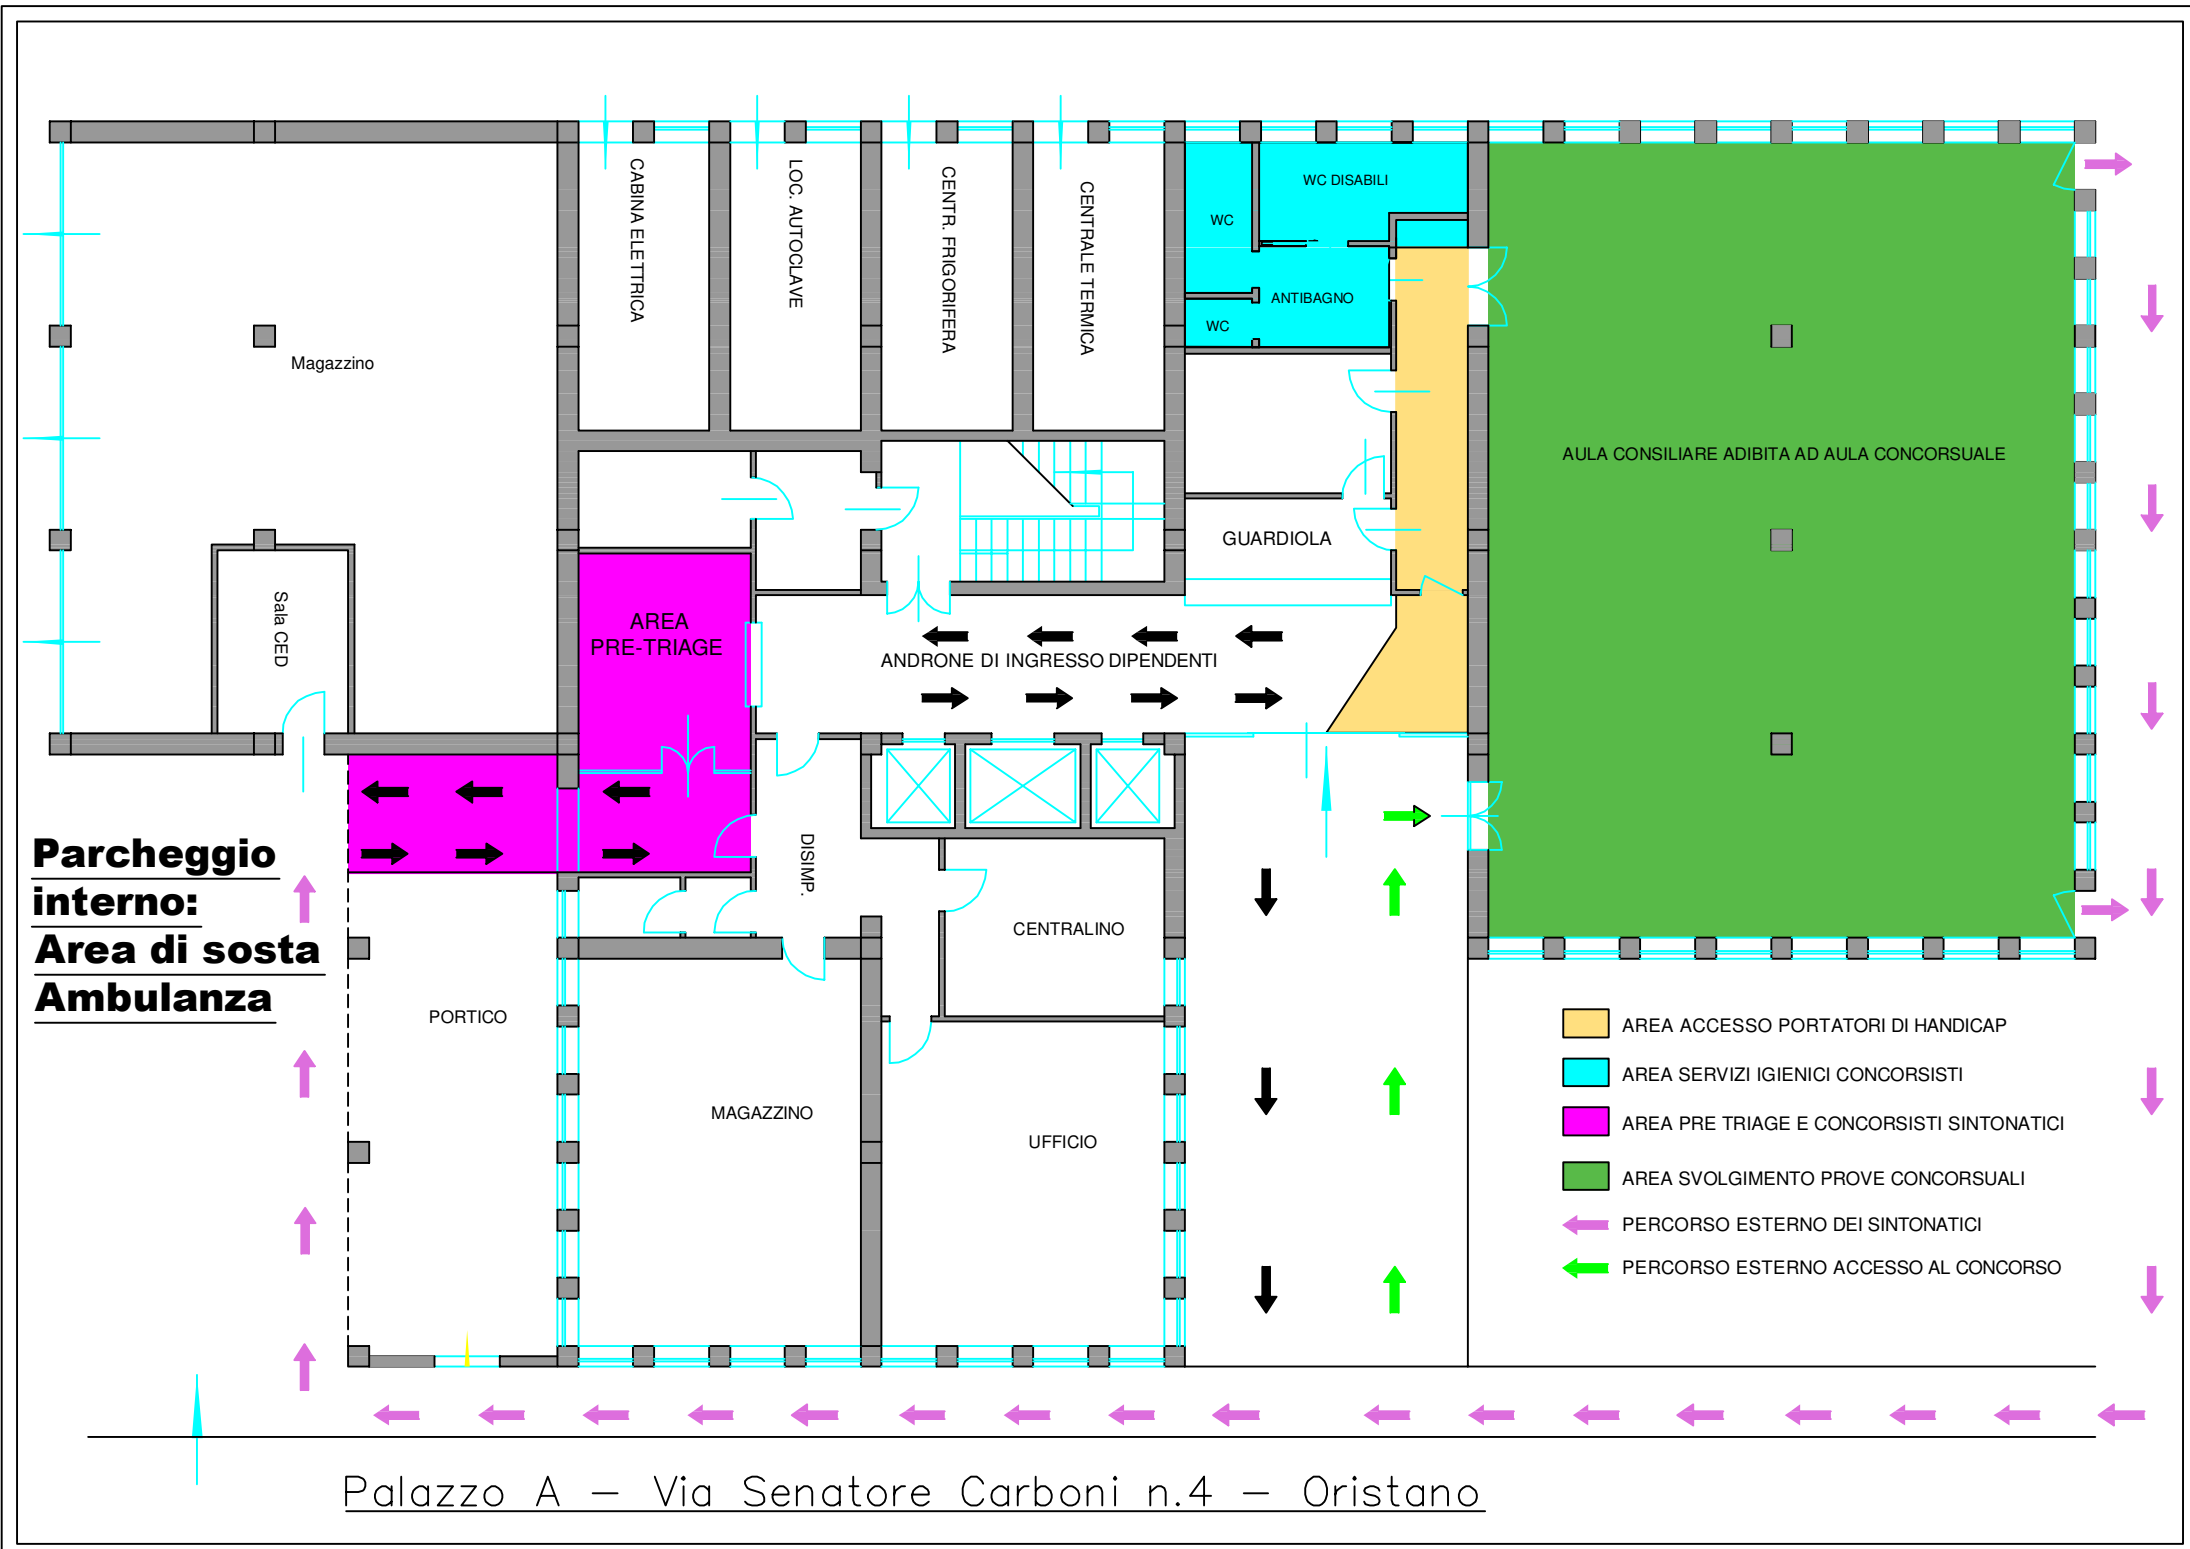 CABINA ELETTRICA
LOC. AUTOCLAVE
CENTR. FRIGORIFERA
CENTRALE TERMICA
WC DISABILI
WC
ANTIBAGNO
WC
Magazzino
AULA CONSILIARE ADIBITA AD AULA CONCORSUALE
GUARDIOLA
Sala CED
AREA
PRE-TRIAGE
ANDRONE DI INGRESSO DIPENDENTI
Parcheggio
interno:
Area di sosta
Ambulanza
DISIMP.
CENTRALINO
PORTICO
MAGAZZINO
UFFICIO
AREA ACCESSO PORTATORI DI HANDICAP
AREA SERVIZI IGIENICI CONCORSISTI
AREA PRE TRIAGE E CONCORSISTI SINTONATICI
AREA SVOLGIMENTO PROVE CONCORSUALI
PERCORSO ESTERNO DEI SINTONATICI
PERCORSO ESTERNO ACCESSO AL CONCORSO
Palazzo A – Via Senatore Carboni n.4 – Oristano